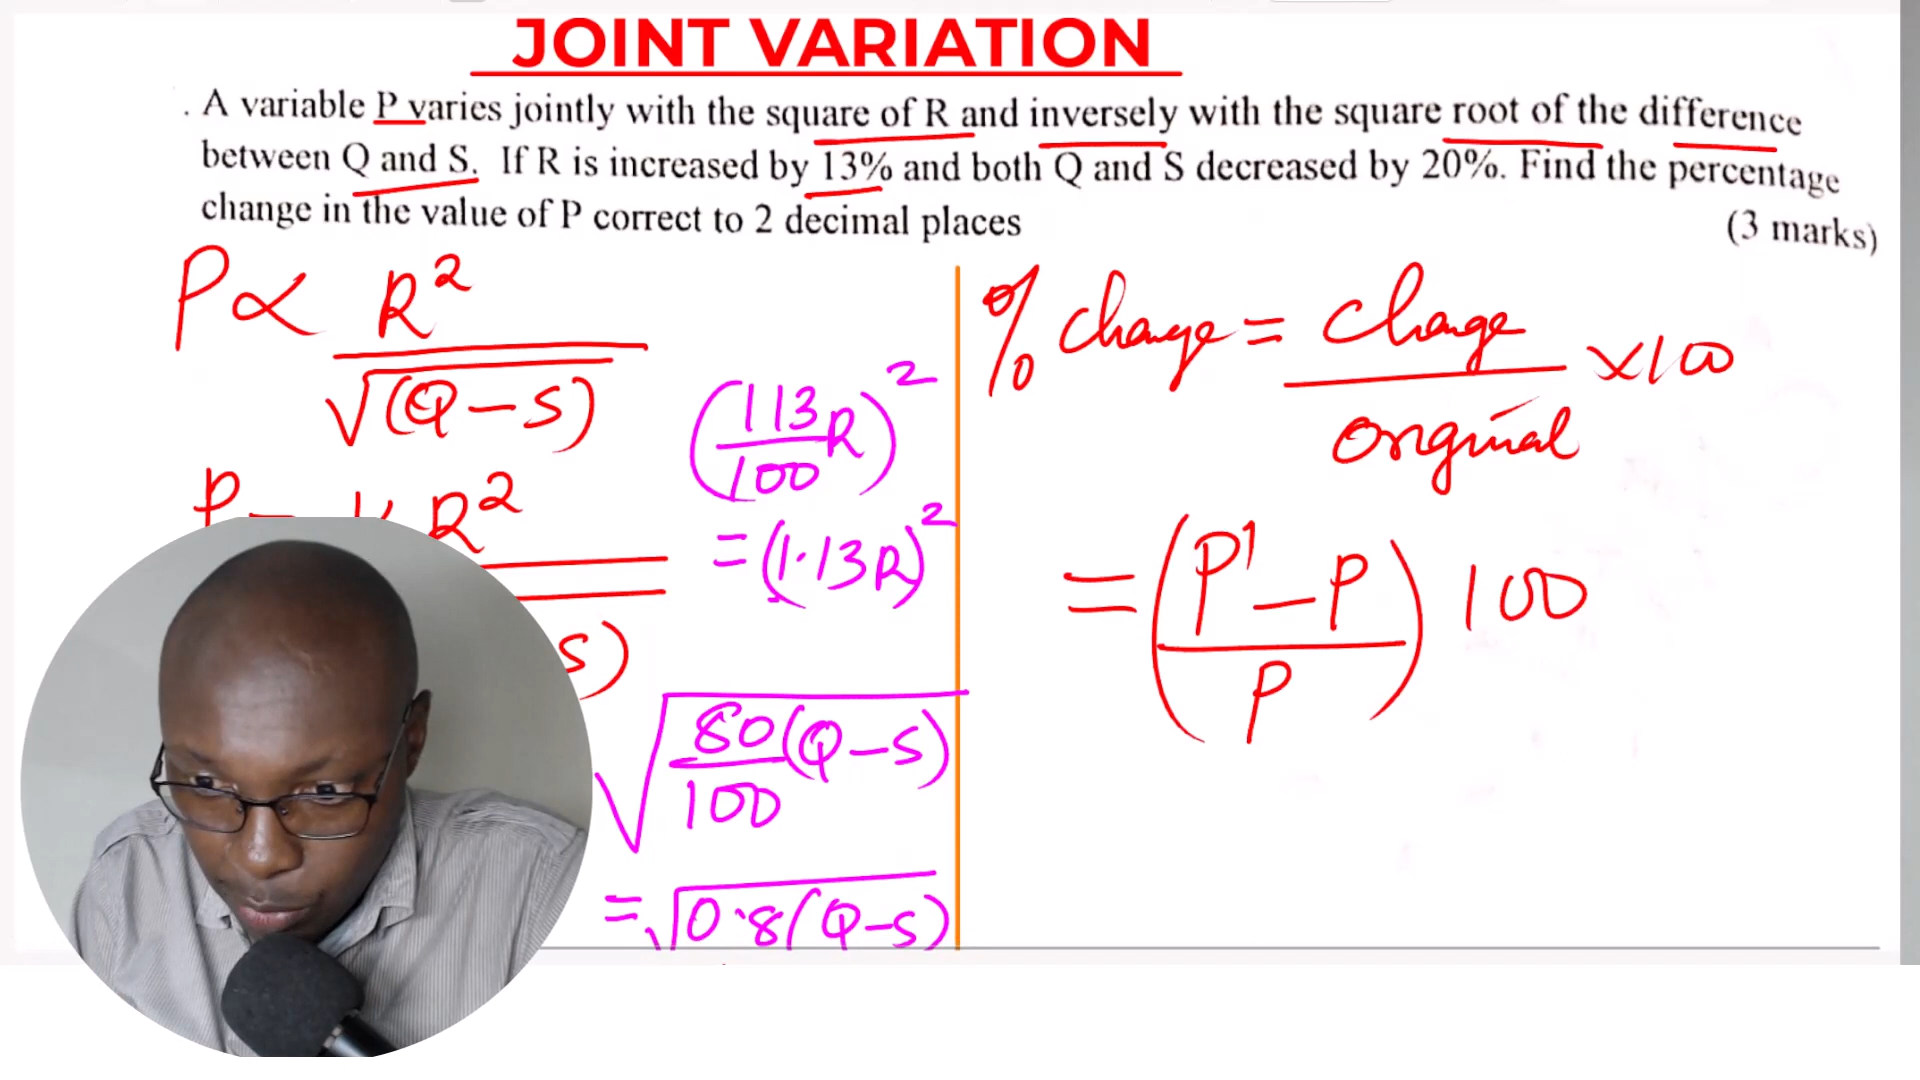 JOINT VARIATION
. A variable P varies jointly with the square of R and inversely with the square root of the difference
between Q and S. If R is increased by 13% and both Q and S decreased by 20%. Find the percentage
change in the value of P correct to 2 decimal places
(3 marks)
P ∝ R²
√(Q-S)
P = k R²
S)
(113/100 R)²
= (1.13R)²
√80/100 (Q-S)
= √0.8(Q-S)
% change = change/original ×100
= (P¹-P/P) 100